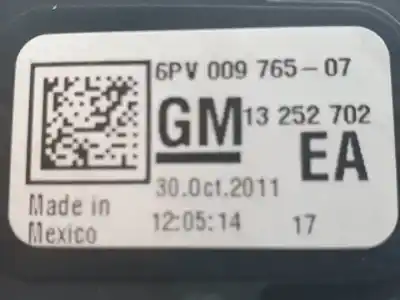 6PV 009 765-07
GM 13 252 702
EA
30.Oct.2011
Made in
Mexico
12:05:14 17